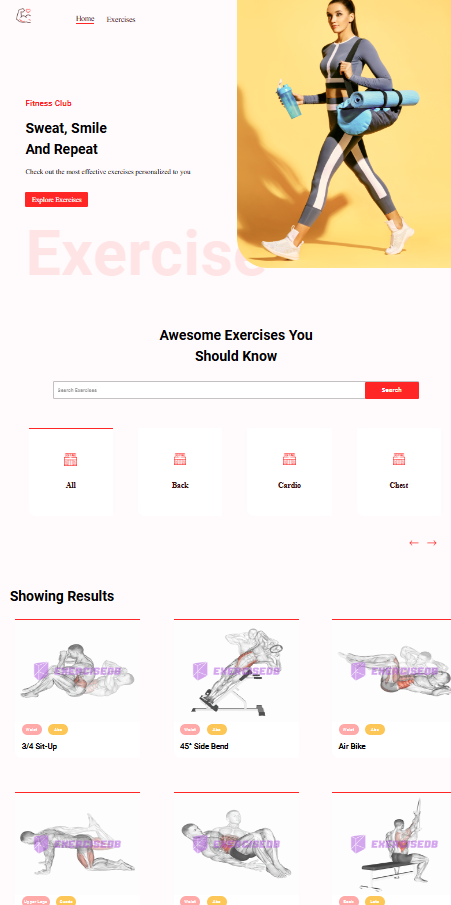 Home Exercises
Fitness Club
Sweat, Smile
And Repeat
Check out the most effective exercises personalized to you
Explore Exercises
Exercise
Awesome Exercises You
Should Know
Search Exercises Search
All Back Cardio Chest
Showing Results
EXERCISEDB EXERCISEDB EXERCISEDB
Waist Abs Waist Abs Waist Abs
3/4 Sit-Up 45° Side Bend Air Bike
EXERCISEDB EXERCISEDB EXERCISEDB
Upper Legs Quads Waist Abs Back Lats